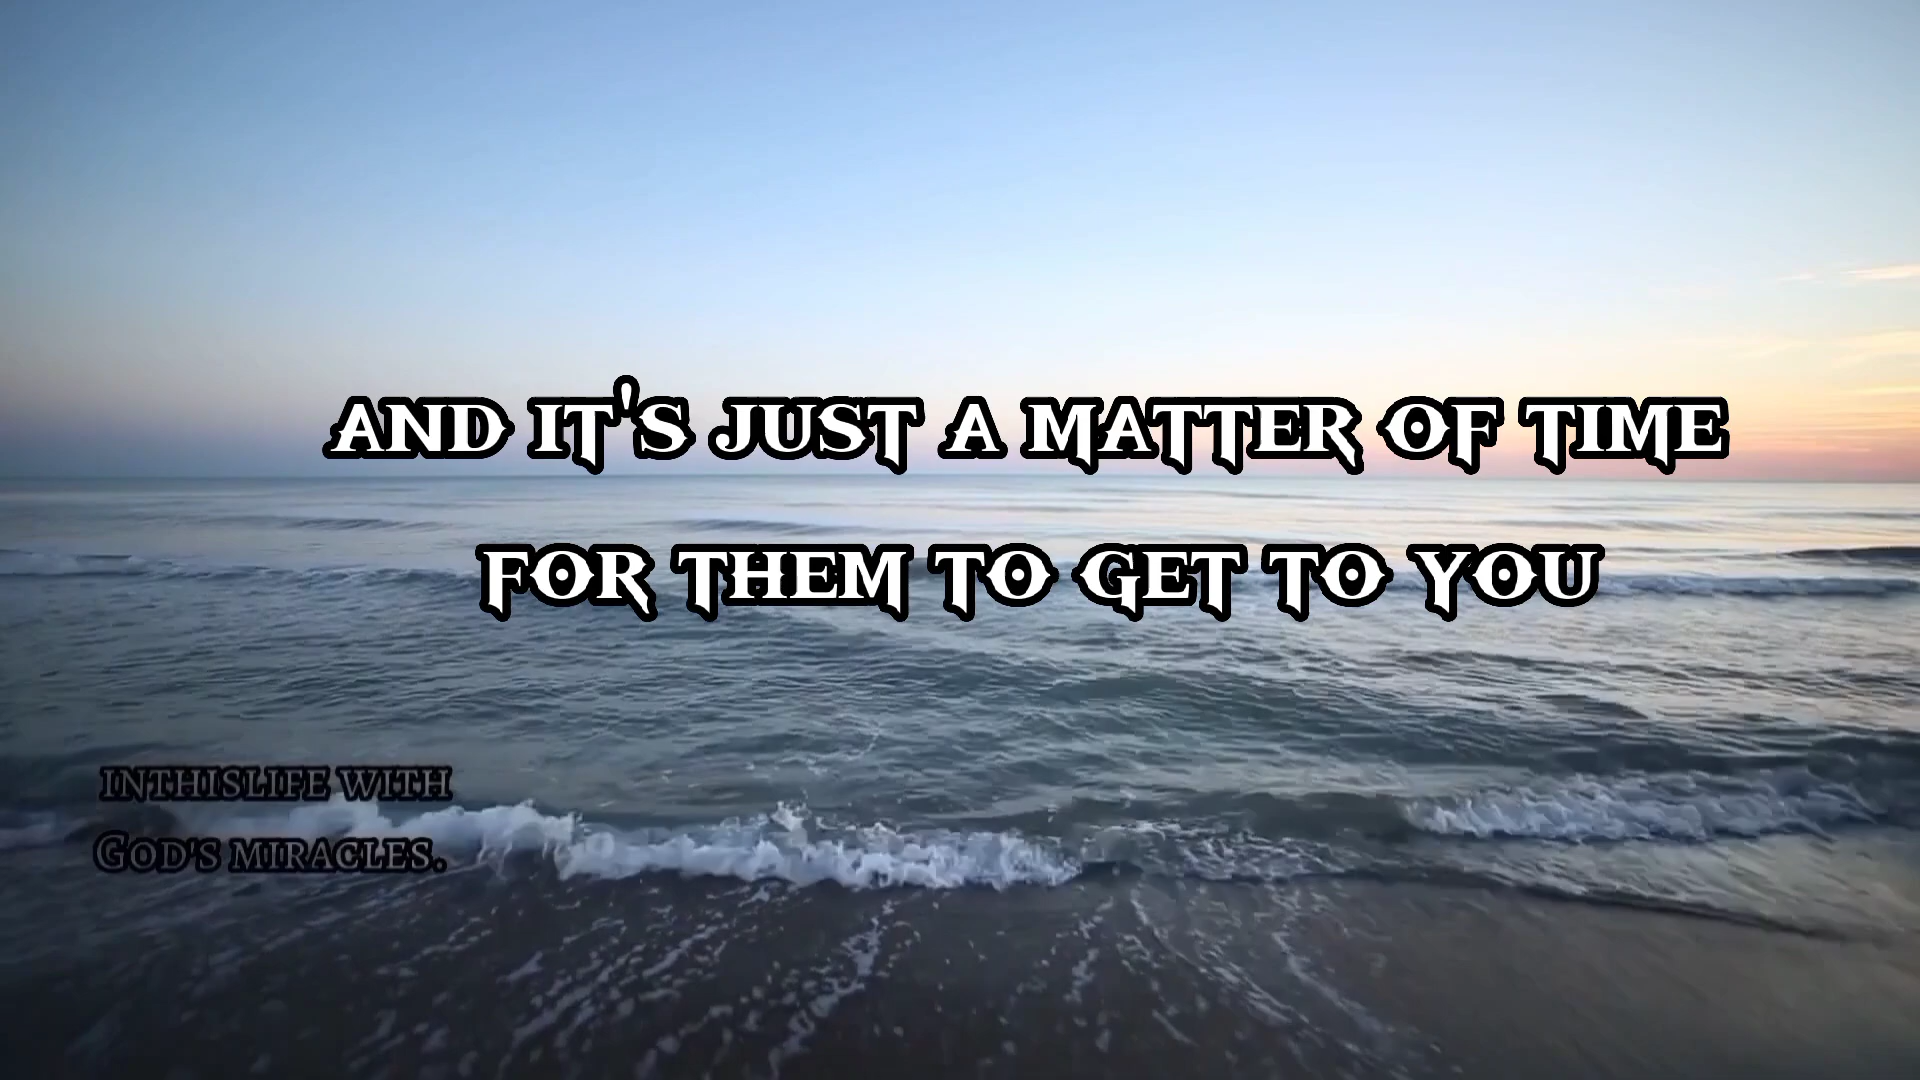 AND IT'S JUST A MATTER OF TIME
FOR THEM TO GET TO YOU
INTHISLIFE WITH
GOD'S MIRACLES.